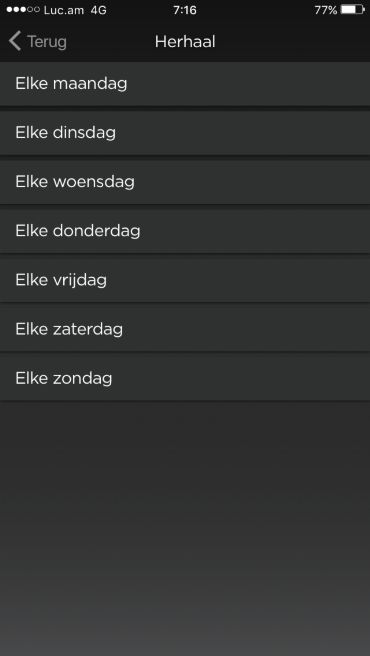 Luc.am 4G 7:16 77%
Terug Herhaal
Elke maandag
Elke dinsdag
Elke woensdag
Elke donderdag
Elke vrijdag
Elke zaterdag
Elke zondag